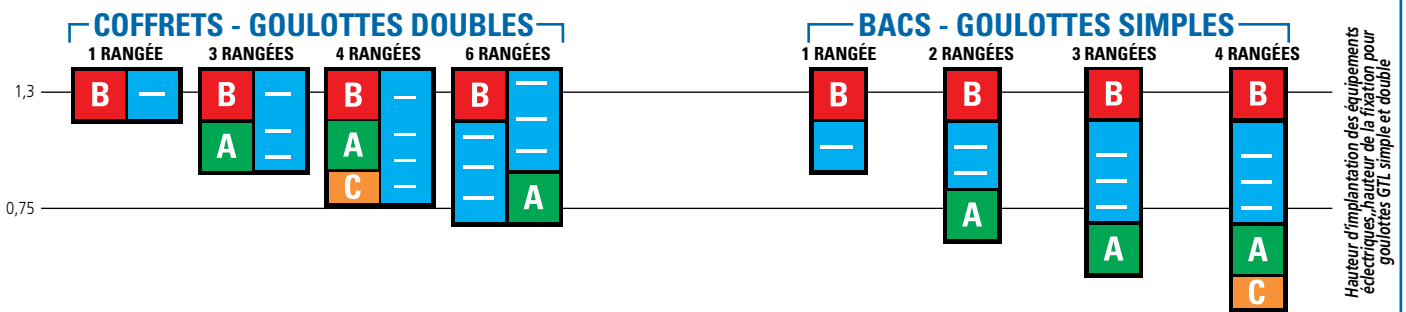 COFFRETS - GOULOTTES DOUBLES
1 RANGÉE 3 RANGÉES 4 RANGÉES 6 RANGÉES
BACS - GOULOTTES SIMPLES
1 RANGÉE 2 RANGÉES 3 RANGÉES 4 RANGÉES
1,3
B B B B B B B B
A A
C
A
0,75
A
A
A
C
Hauteur d'implantation des équipements
éclectriques,,hauteur de la fixation pour
goulottes GTL simple et double